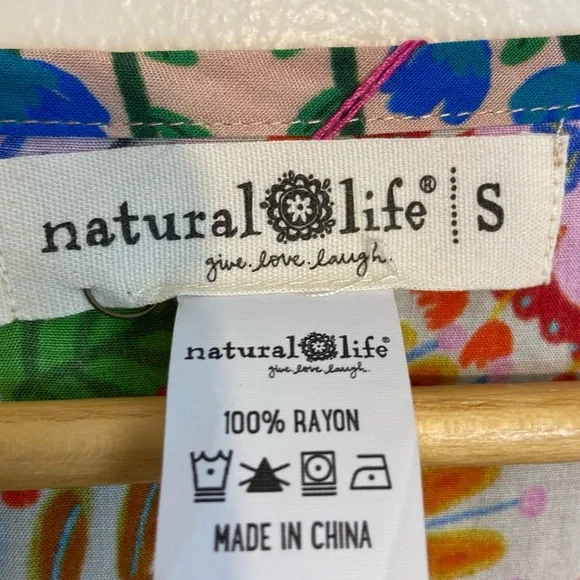 natural life® S
give.love.laugh.
natural life®
give.love.laugh.
100% RAYON
MADE IN CHINA